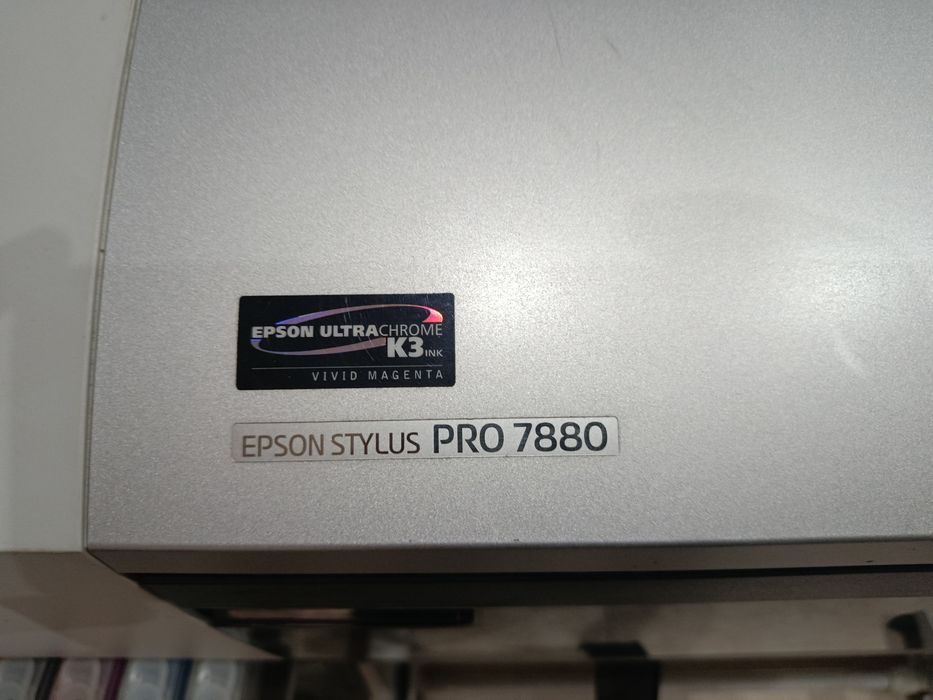 EPSON ULTRACHROME
K3 INK
VIVID MAGENTA
EPSON STYLUS PRO 7880